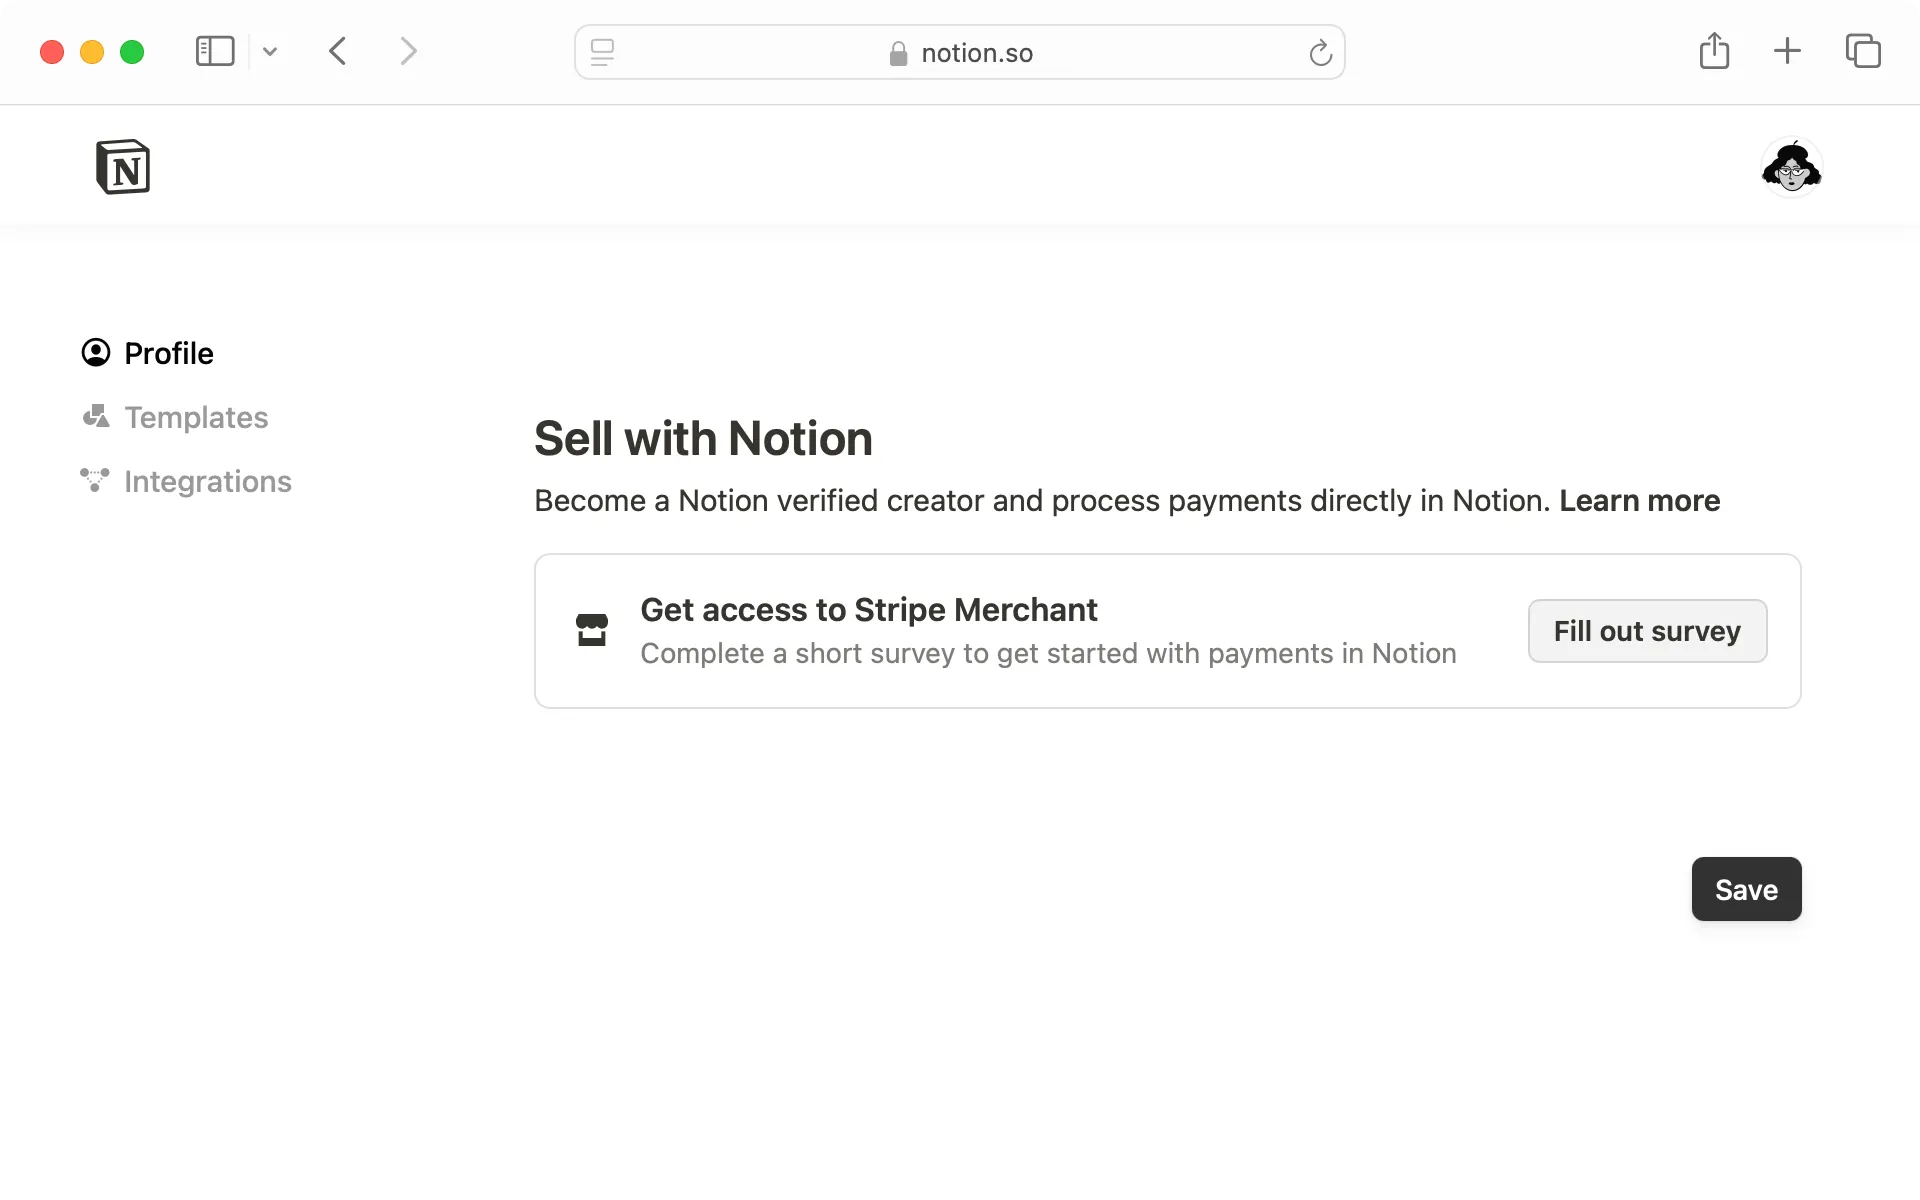 notion.so
N
Profile
Templates
Integrations
Sell with Notion
Become a Notion verified creator and process payments directly in Notion. Learn more
Get access to Stripe Merchant
Complete a short survey to get started with payments in Notion
Fill out survey
Save